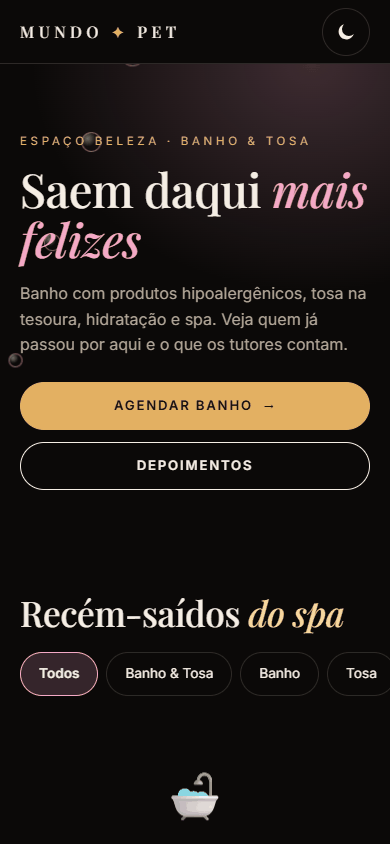 MUNDO ✦ PET
ESPAÇO BELEZA · BANHO & TOSA
Saem daqui mais
felizes
Banho com produtos hipoalergênicos, tosa na
tesoura, hidratação e spa. Veja quem já
passou por aqui e o que os tutores contam.
AGENDAR BANHO →
DEPOIMENTOS
Recém-saídos do spa
Todos
Banho & Tosa
Banho
Tosa